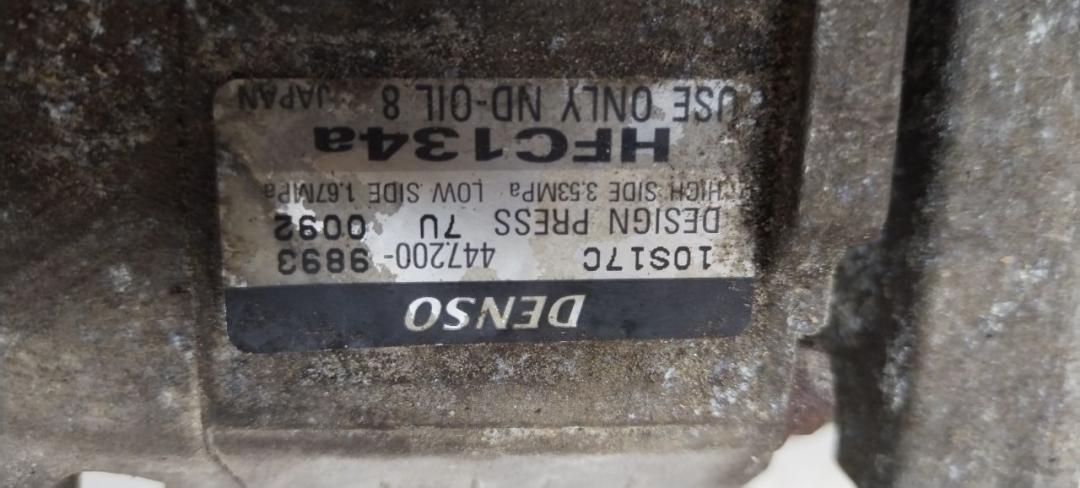 DENSO
10S17C 447200-9893
DESIGN PRESS 7U 0092
HIGH SIDE 3.53MPa LOW SIDE 1.67MPa
HFC134a
USE ONLY ND-OIL 8 JAPAN